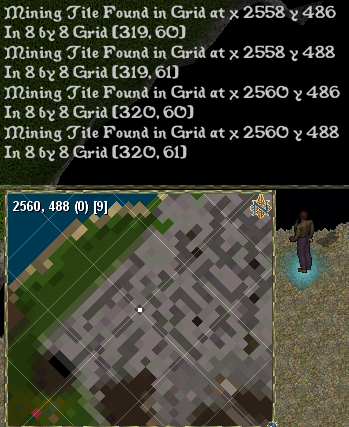 Mining Tile Found in Grid at x 2558 y 486
In 8 by 8 Grid (319, 60)
Mining Tile Found in Grid at x 2558 y 488
In 8 by 8 Grid (319, 61)
Mining Tile Found in Grid at x 2560 y 486
In 8 by 8 Grid (320, 60)
Mining Tile Found in Grid at x 2560 y 488
In 8 by 8 Grid (320, 61)
2560, 488 (0) [9]